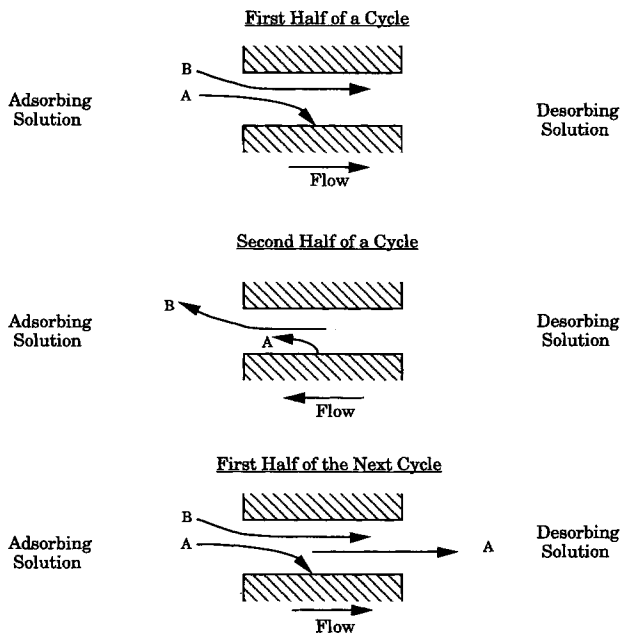 First Half of a Cycle
B
A
Adsorbing
Solution
Desorbing
Solution
Flow
Second Half of a Cycle
B
A
Adsorbing
Solution
Desorbing
Solution
Flow
First Half of the Next Cycle
B
A
A
Adsorbing
Solution
Desorbing
Solution
Flow